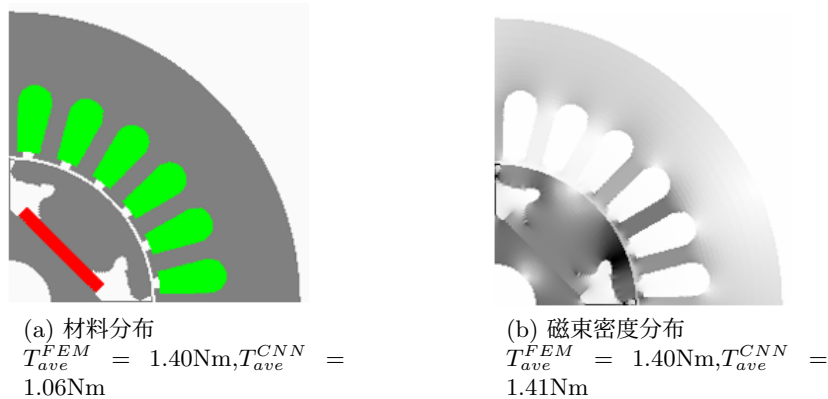 (a) 材料分布
$T_{ave}^{FEM}$ = 1.40Nm,$T_{ave}^{CNN}$ =
1.06Nm
(b) 磁束密度分布
$T_{ave}^{FEM}$ = 1.40Nm,$T_{ave}^{CNN}$ =
1.41Nm